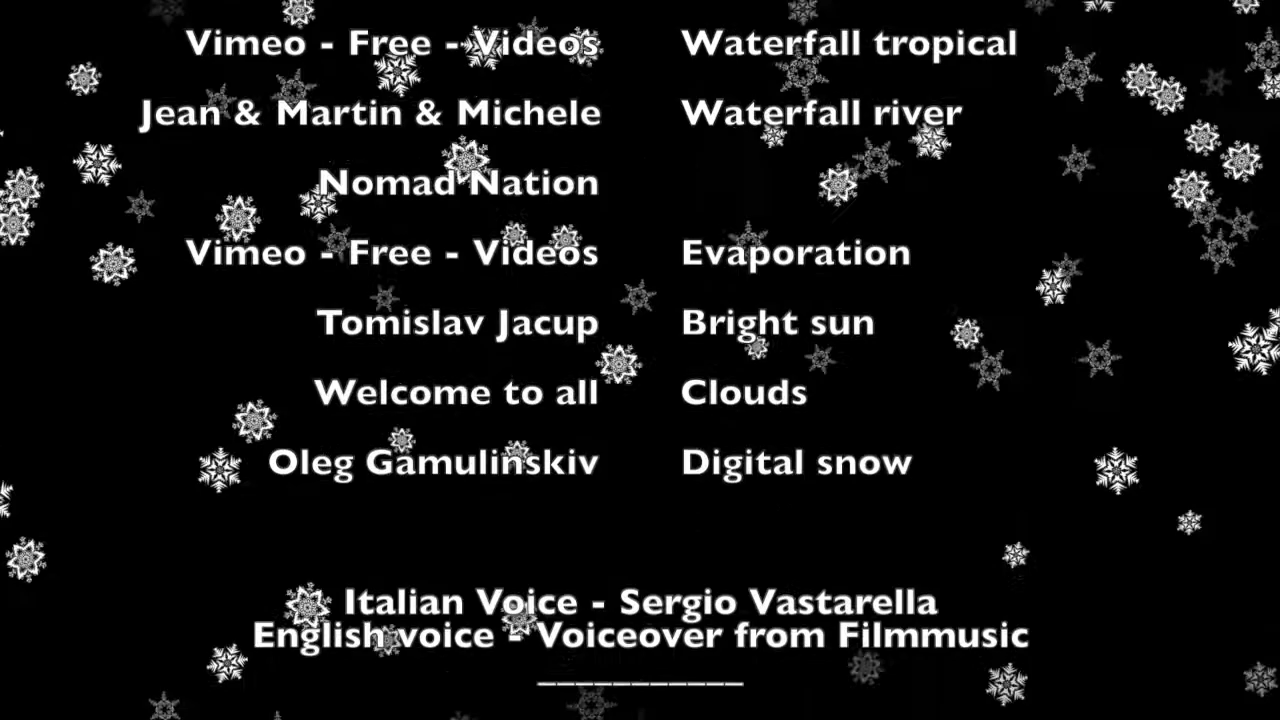 Vimeo - Free - Videos Waterfall tropical
Jean & Martin & Michele Waterfall river
Nomad Nation
Vimeo - Free - Videos Evaporation
Tomislav Jacup Bright sun
Welcome to all Clouds
Oleg Gamulinskiv Digital snow
Italian Voice - Sergio Vastarella
English voice - Voiceover from Filmmusic
___________